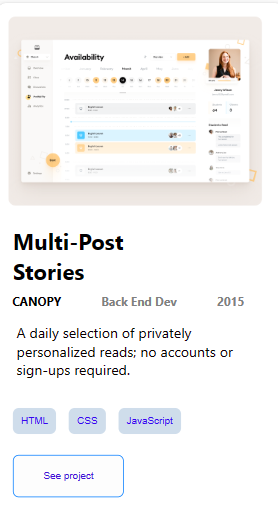 Availability
Multi-Post
Stories
CANOPY Back End Dev 2015
A daily selection of privately
personalized reads; no accounts or
sign-ups required.
HTML CSS JavaScript
See project